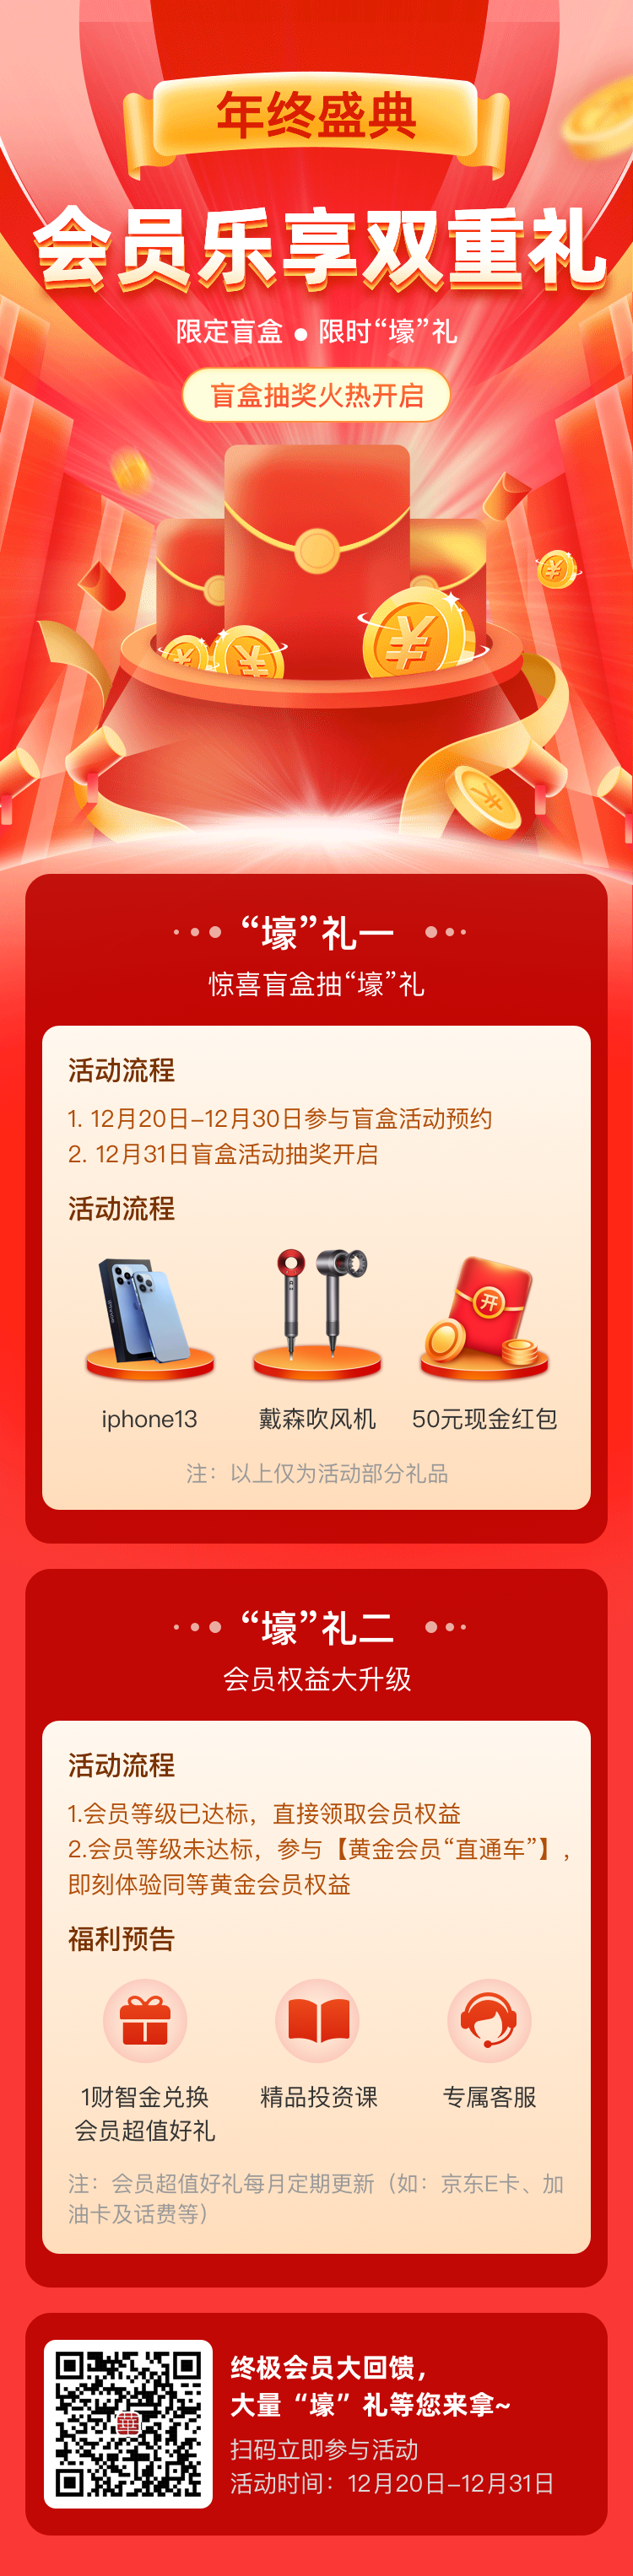 年终盛典
会员乐享双重礼
限定盲盒 ● 限时“壕”礼
盲盒抽奖火热开启
“壕”礼一
惊喜盲盒抽“壕”礼
活动流程
1. 12月20日-12月30日参与盲盒活动预约
2. 12月31日盲盒活动抽奖开启
活动流程
开
iphone13 戴森吹风机 50元现金红包
注：以上仅为活动部分礼品
“壕”礼二
会员权益大升级
活动流程
1.会员等级已达标，直接领取会员权益
2.会员等级未达标，参与【黄金会员“直通车”】，
即刻体验同等黄金会员权益
福利预告
1财智金兑换 精品投资课 专属客服
会员超值好礼
注：会员超值好礼每月定期更新（如：京东E卡、加
油卡及话费等）
终极会员大回馈，
大量“壕”礼等您来拿~
扫码立即参与活动
活动时间：12月20日-12月31日